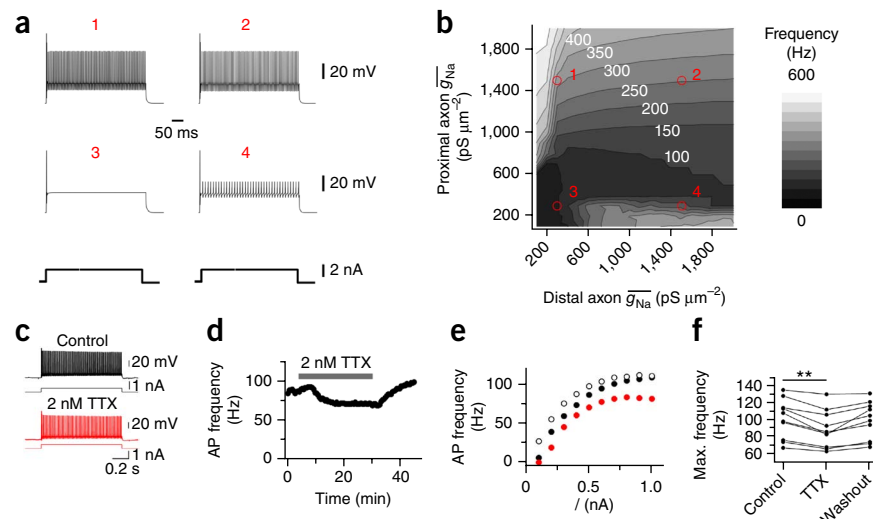 a
1
2
20 mV
50 ms
3
4
20 mV
2 nA
b
Proximal axon g̅Na
(pS μm−2)
1,800
1,400
1,000
600
200
400
350
300
250
200
150
100
1
2
3
4
200
600
1,000
1,400
1,800
Distal axon g̅Na (pS μm−2)
Frequency
(Hz)
600
0
c
Control
20 mV
1 nA
2 nM TTX
20 mV
1 nA
0.2 s
d
2 nM TTX
AP frequency
(Hz)
100
50
0
0
20
40
Time (min)
e
AP frequency
(Hz)
100
50
0
0
0.5
1.0
I (nA)
f
**
Max. frequency
(Hz)
140
120
100
80
60
Control
TTX
Washout